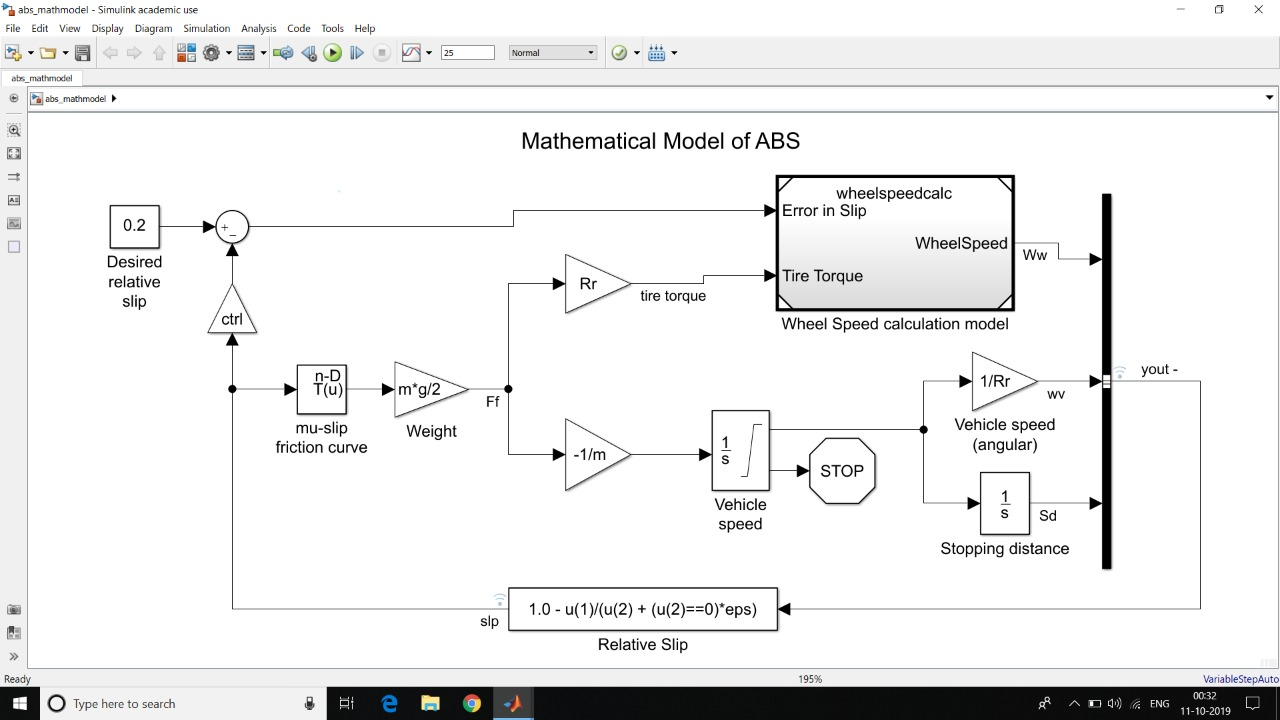 abs_mathmodel - Simulink academic use
File Edit View Display Diagram Simulation Analysis Code Tools Help
25 Normal
abs_mathmodel
abs_mathmodel
Mathematical Model of ABS
wheelspeedcalc
0.2
+
_
Error in Slip
WheelSpeed
Ww
Desired
relative
slip
Rr
Tire Torque
tire torque
ctrl
Wheel Speed calculation model
n-D
T(u)
m*g/2
Ff
1/Rr
wv
yout -
mu-slip
friction curve
Weight
Vehicle speed
(angular)
-1/m
1
s
STOP
Vehicle
speed
1
s
Sd
Stopping distance
1.0 - u(1)/(u(2) + (u(2)==0)*eps)
slp
Relative Slip
Ready 195% VariableStepAuto
Type here to search
ENG
00:32
11-10-2019